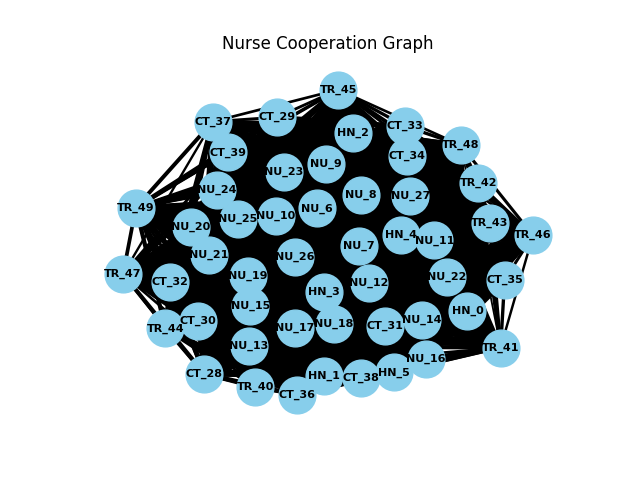 Nurse Cooperation Graph
TR_45
CT_29
CT_37
CT_33
HN_2
TR_48
CT_39
CT_34
NU_9
NU_23
TR_42
NU_24
NU_8
NU_27
TR_49
NU_6
NU_10
NU_25
TR_43
NU_20
HN_4
TR_46
NU_11
NU_7
NU_21
NU_26
TR_47
NU_19
NU_22
CT_35
CT_32
NU_12
HN_3
NU_15
HN_0
CT_30
NU_14
NU_18
CT_31
TR_44
NU_17
NU_13
TR_41
NU_16
HN_5
CT_28
HN_1
CT_38
TR_40
CT_36